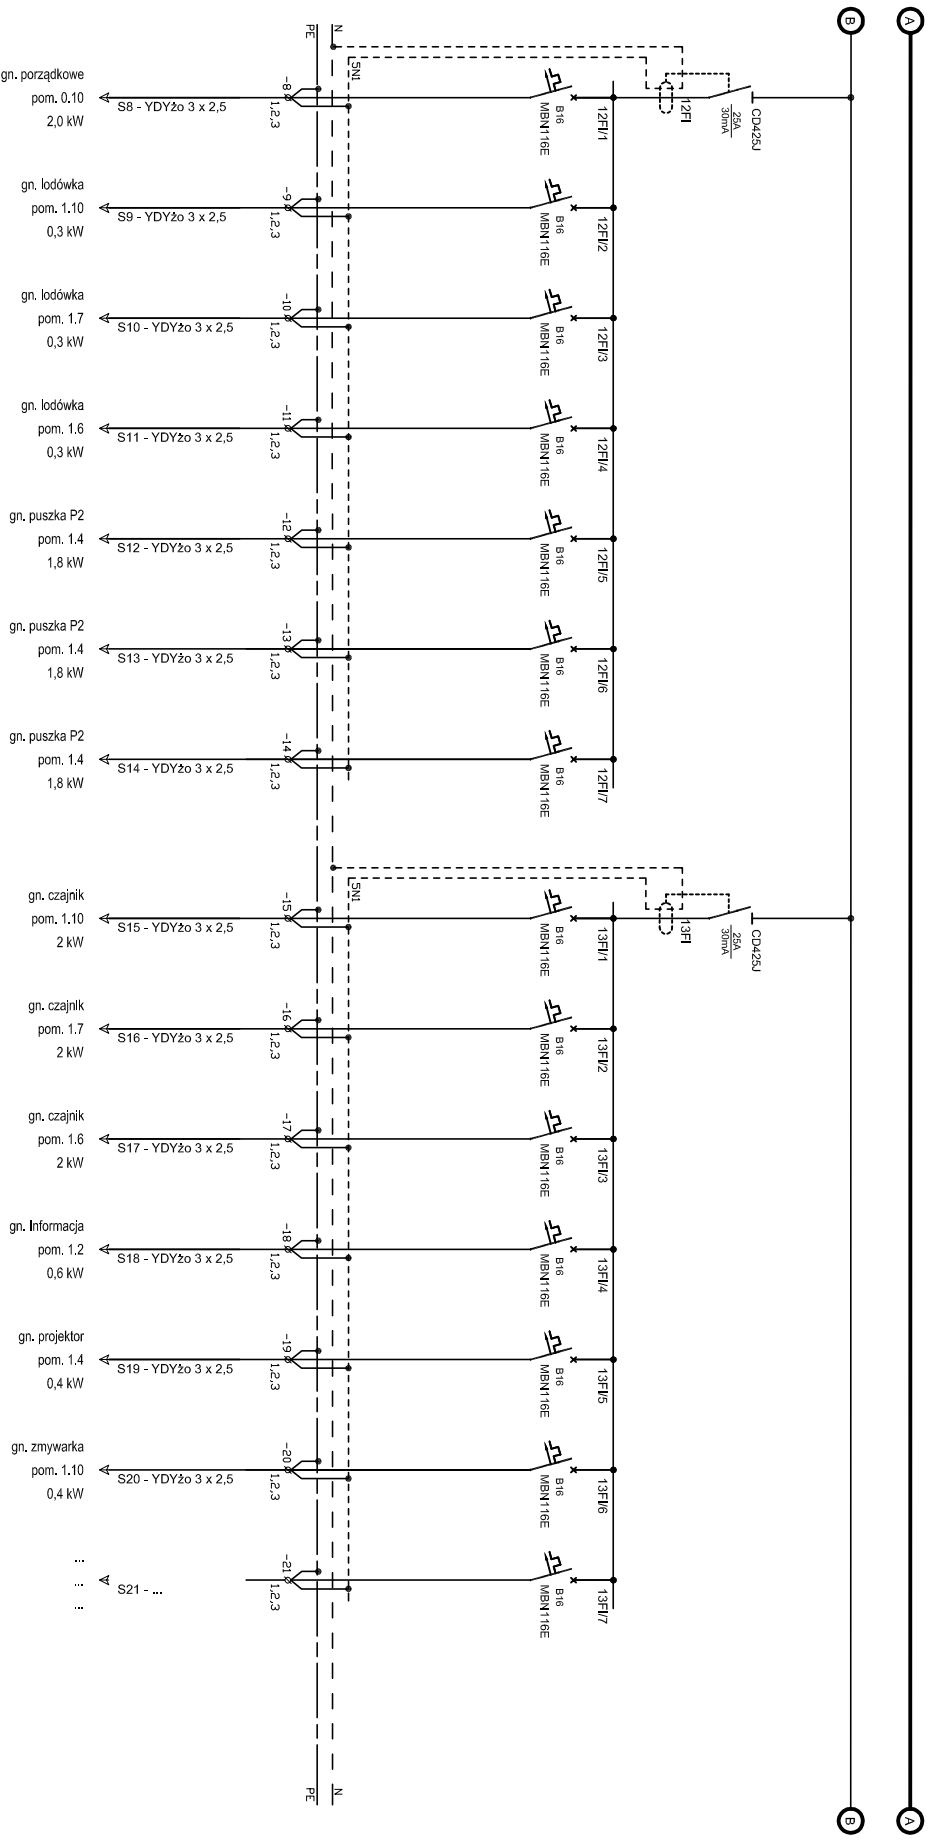 A
B
N
PE
5N1
CD425J
25A
30mA
12FI
12FI/1
B16
MBN116E
-8
1,2,3
S8 - YDYżo 3 x 2,5
gn. porządkowe
pom. 0.10
2,0 kW
12FI/2
B16
MBN116E
-9
1,2,3
S9 - YDYżo 3 x 2,5
gn. lodówka
pom. 1.10
0,3 kW
12FI/3
B16
MBN116E
-10
1,2,3
S10 - YDYżo 3 x 2,5
gn. lodówka
pom. 1.7
0,3 kW
12FI/4
B16
MBN116E
-11
1,2,3
S11 - YDYżo 3 x 2,5
gn. lodówka
pom. 1.6
0,3 kW
12FI/5
B16
MBN116E
-12
1,2,3
S12 - YDYżo 3 x 2,5
gn. puszka P2
pom. 1.4
1,8 kW
12FI/6
B16
MBN116E
-13
1,2,3
S13 - YDYżo 3 x 2,5
gn. puszka P2
pom. 1.4
1,8 kW
12FI/7
B16
MBN116E
-14
1,2,3
S14 - YDYżo 3 x 2,5
gn. puszka P2
pom. 1.4
1,8 kW
5N1
CD425J
25A
30mA
13FI
13FI/1
B16
MBN116E
-15
1,2,3
S15 - YDYżo 3 x 2,5
gn. czajnik
pom. 1.10
2 kW
13FI/2
B16
MBN116E
-16
1,2,3
S16 - YDYżo 3 x 2,5
gn. czajnik
pom. 1.7
2 kW
13FI/3
B16
MBN116E
-17
1,2,3
S17 - YDYżo 3 x 2,5
gn. czajnik
pom. 1.6
2 kW
13FI/4
B16
MBN116E
-18
1,2,3
S18 - YDYżo 3 x 2,5
gn. Informacja
pom. 1.2
0,6 kW
13FI/5
B16
MBN116E
-19
1,2,3
S19 - YDYżo 3 x 2,5
gn. projektor
pom. 1.4
0,4 kW
13FI/6
B16
MBN116E
-20
1,2,3
S20 - YDYżo 3 x 2,5
gn. zmywarka
pom. 1.10
0,4 kW
13FI/7
B16
MBN116E
-21
1,2,3
S21 - ...
...
...
...
N
PE
A
B